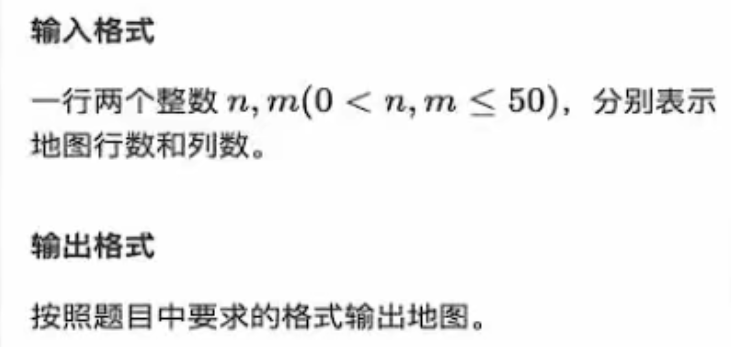 输入格式
一行两个整数 n, m(0 < n, m ≤ 50)，分别表示
地图行数和列数。
输出格式
按照题目中要求的格式输出地图。